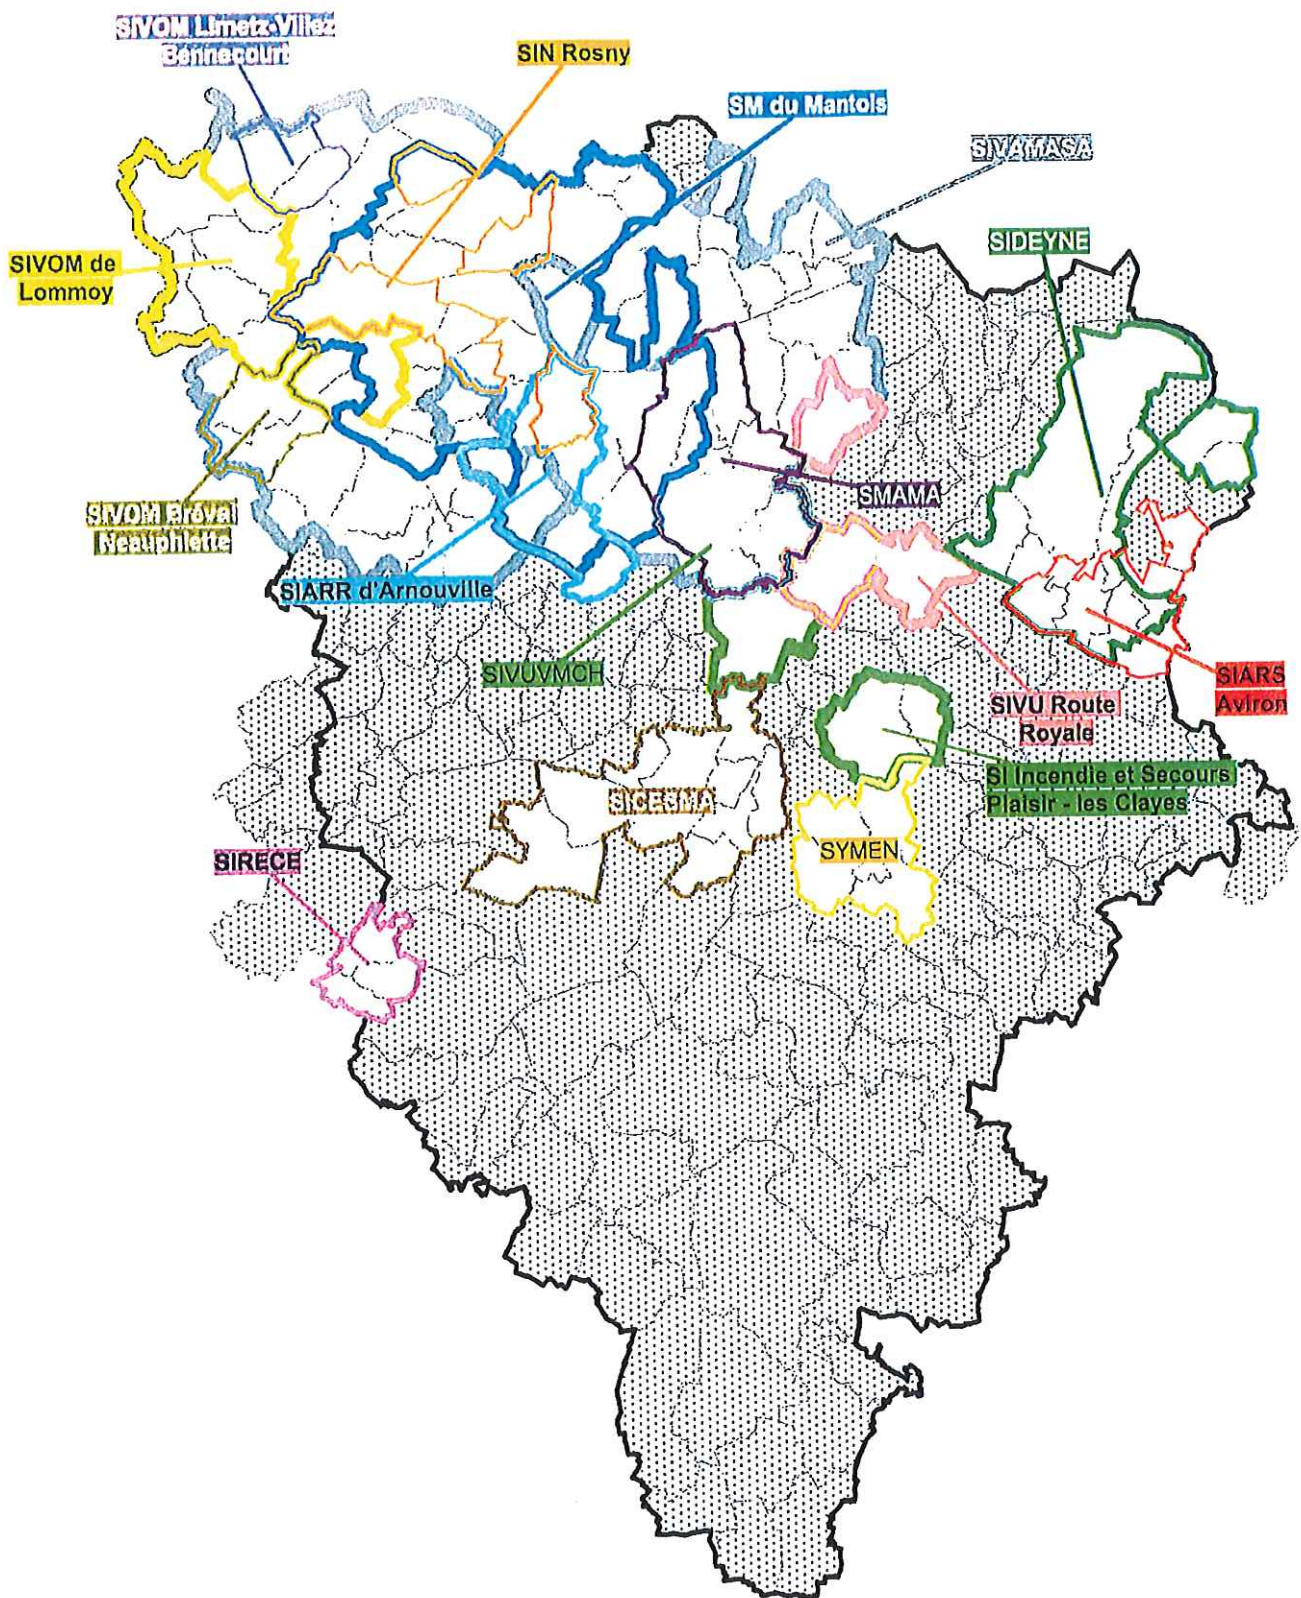 SIVOM Limetz-Villez
Bennecourt
SIN Rosny
SM du Mantois
SIVAMASA
SIDEYNE
SIVOM de
Lommoy
SMAMA
SIVOM Bréval
Neauphlette
SIARR d'Arnouville
SIVUVMCH
SIVU Route
Royale
SIARS
Aviron
SI Incendie et Secours
Plaisir - les Clayes
SICESMA
SYMEN
SIRECE